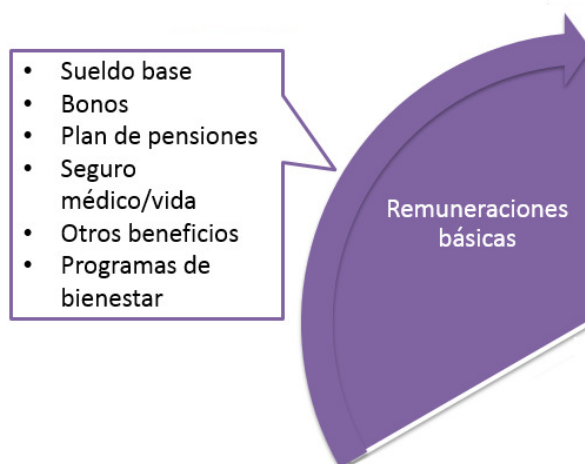 • Sueldo base
• Bonos
• Plan de pensiones
• Seguro
médico/vida
• Otros beneficios
• Programas de
bienestar
Remuneraciones
básicas